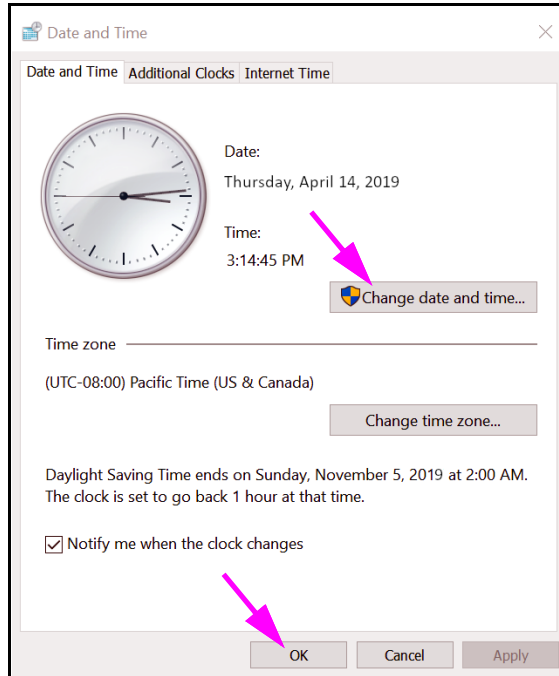 Date and Time
Date and Time Additional Clocks Internet Time
Date:
Thursday, April 14, 2019
Time:
3:14:45 PM
Change date and time...
Time zone
(UTC-08:00) Pacific Time (US & Canada)
Change time zone...
Daylight Saving Time ends on Sunday, November 5, 2019 at 2:00 AM.
The clock is set to go back 1 hour at that time.
Notify me when the clock changes
OK Cancel Apply